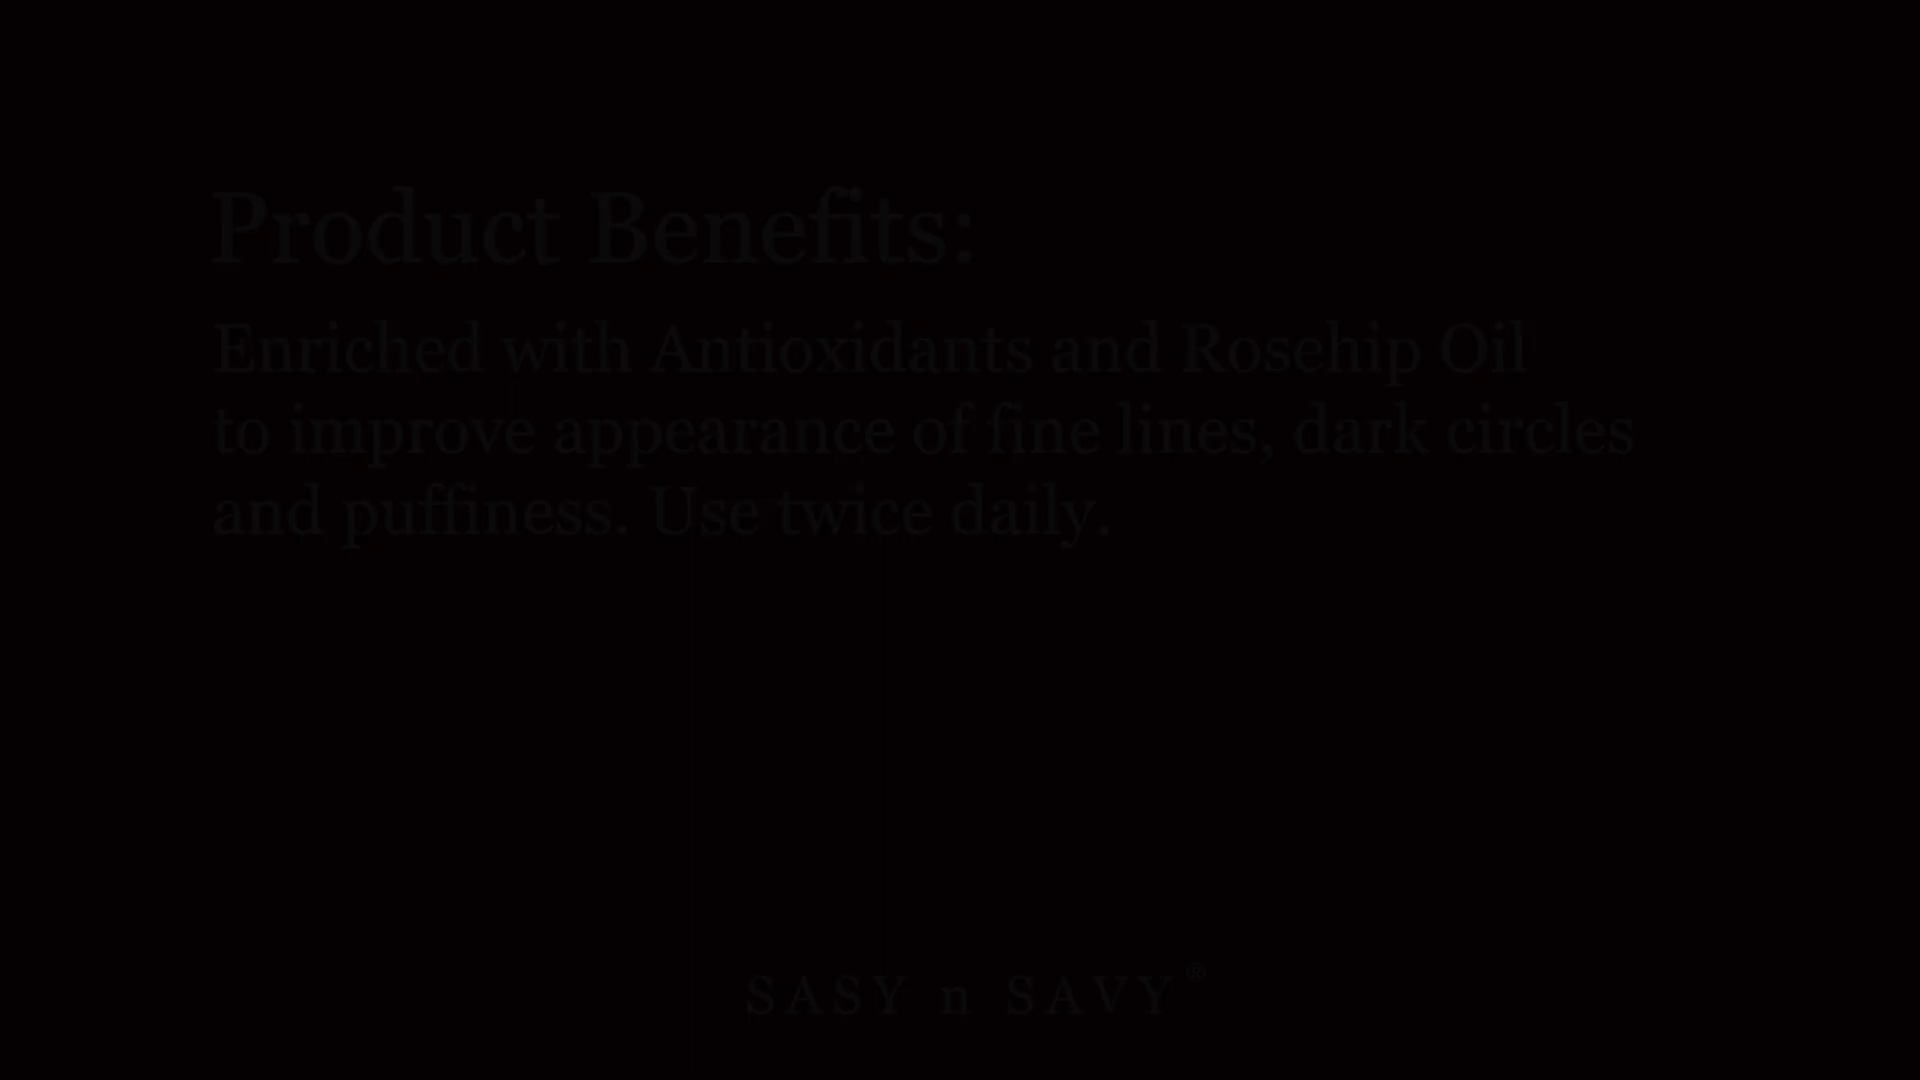 Product Benefits:
Enriched with Antioxidants and Rosehip Oil
to improve appearance of fine lines, dark circles
and puffiness. Use twice daily.
SASY n SAVY®